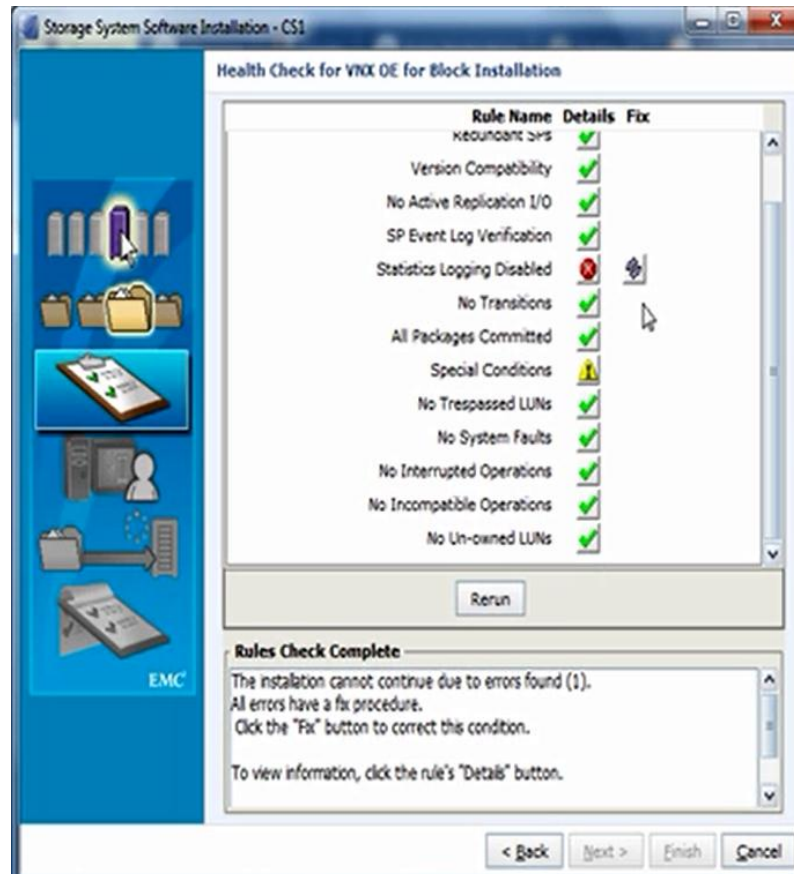 Storage System Software Installation - CS1
Health Check for VNX OE for Block Installation
Rule Name Details Fix
Redundant SPs
Version Compatibility
No Active Replication I/O
SP Event Log Verification
Statistics Logging Disabled
No Transitions
All Packages Committed
Special Conditions
No Trespassed LUNs
No System Faults
No Interrupted Operations
No Incompatible Operations
No Un-owned LUNs
Rerun
Rules Check Complete
The installation cannot continue due to errors found (1).
All errors have a fix procedure.
Click the "Fix" button to correct this condition.
To view information, click the rule's "Details" button.
EMC²
< Back Next > Finish Cancel